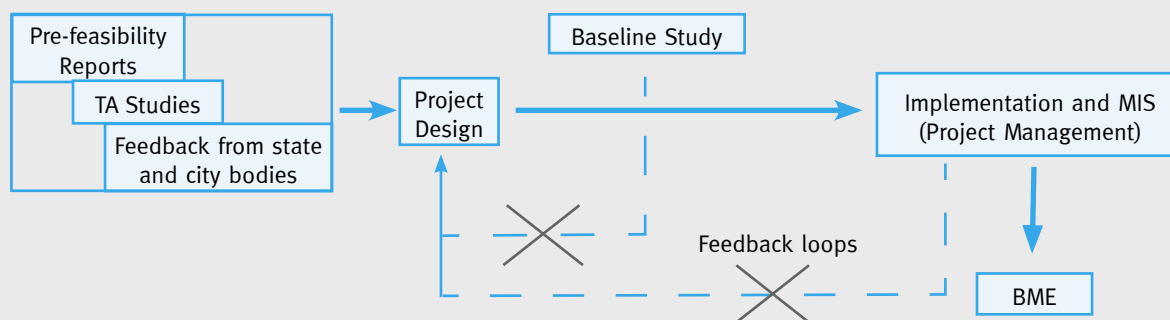 Pre-feasibility
Reports
TA Studies
Feedback from state
and city bodies
Project
Design
Baseline Study
Implementation and MIS
(Project Management)
Feedback loops
BME